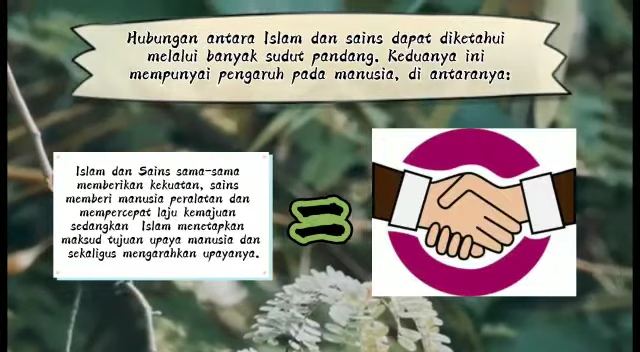 Hubungan antara Islam dan sains dapat diketahui
melalui banyak sudut pandang. Keduanya ini
mempunyai pengaruh pada manusia, di antaranya:
Islam dan Sains sama-sama
memberikan kekuatan, sains
memberi manusia peralatan dan
mempercepat laju kemajuan
sedangkan Islam menetapkan
maksud tujuan upaya manusia dan
sekaligus mengarahkan upayanya.
=